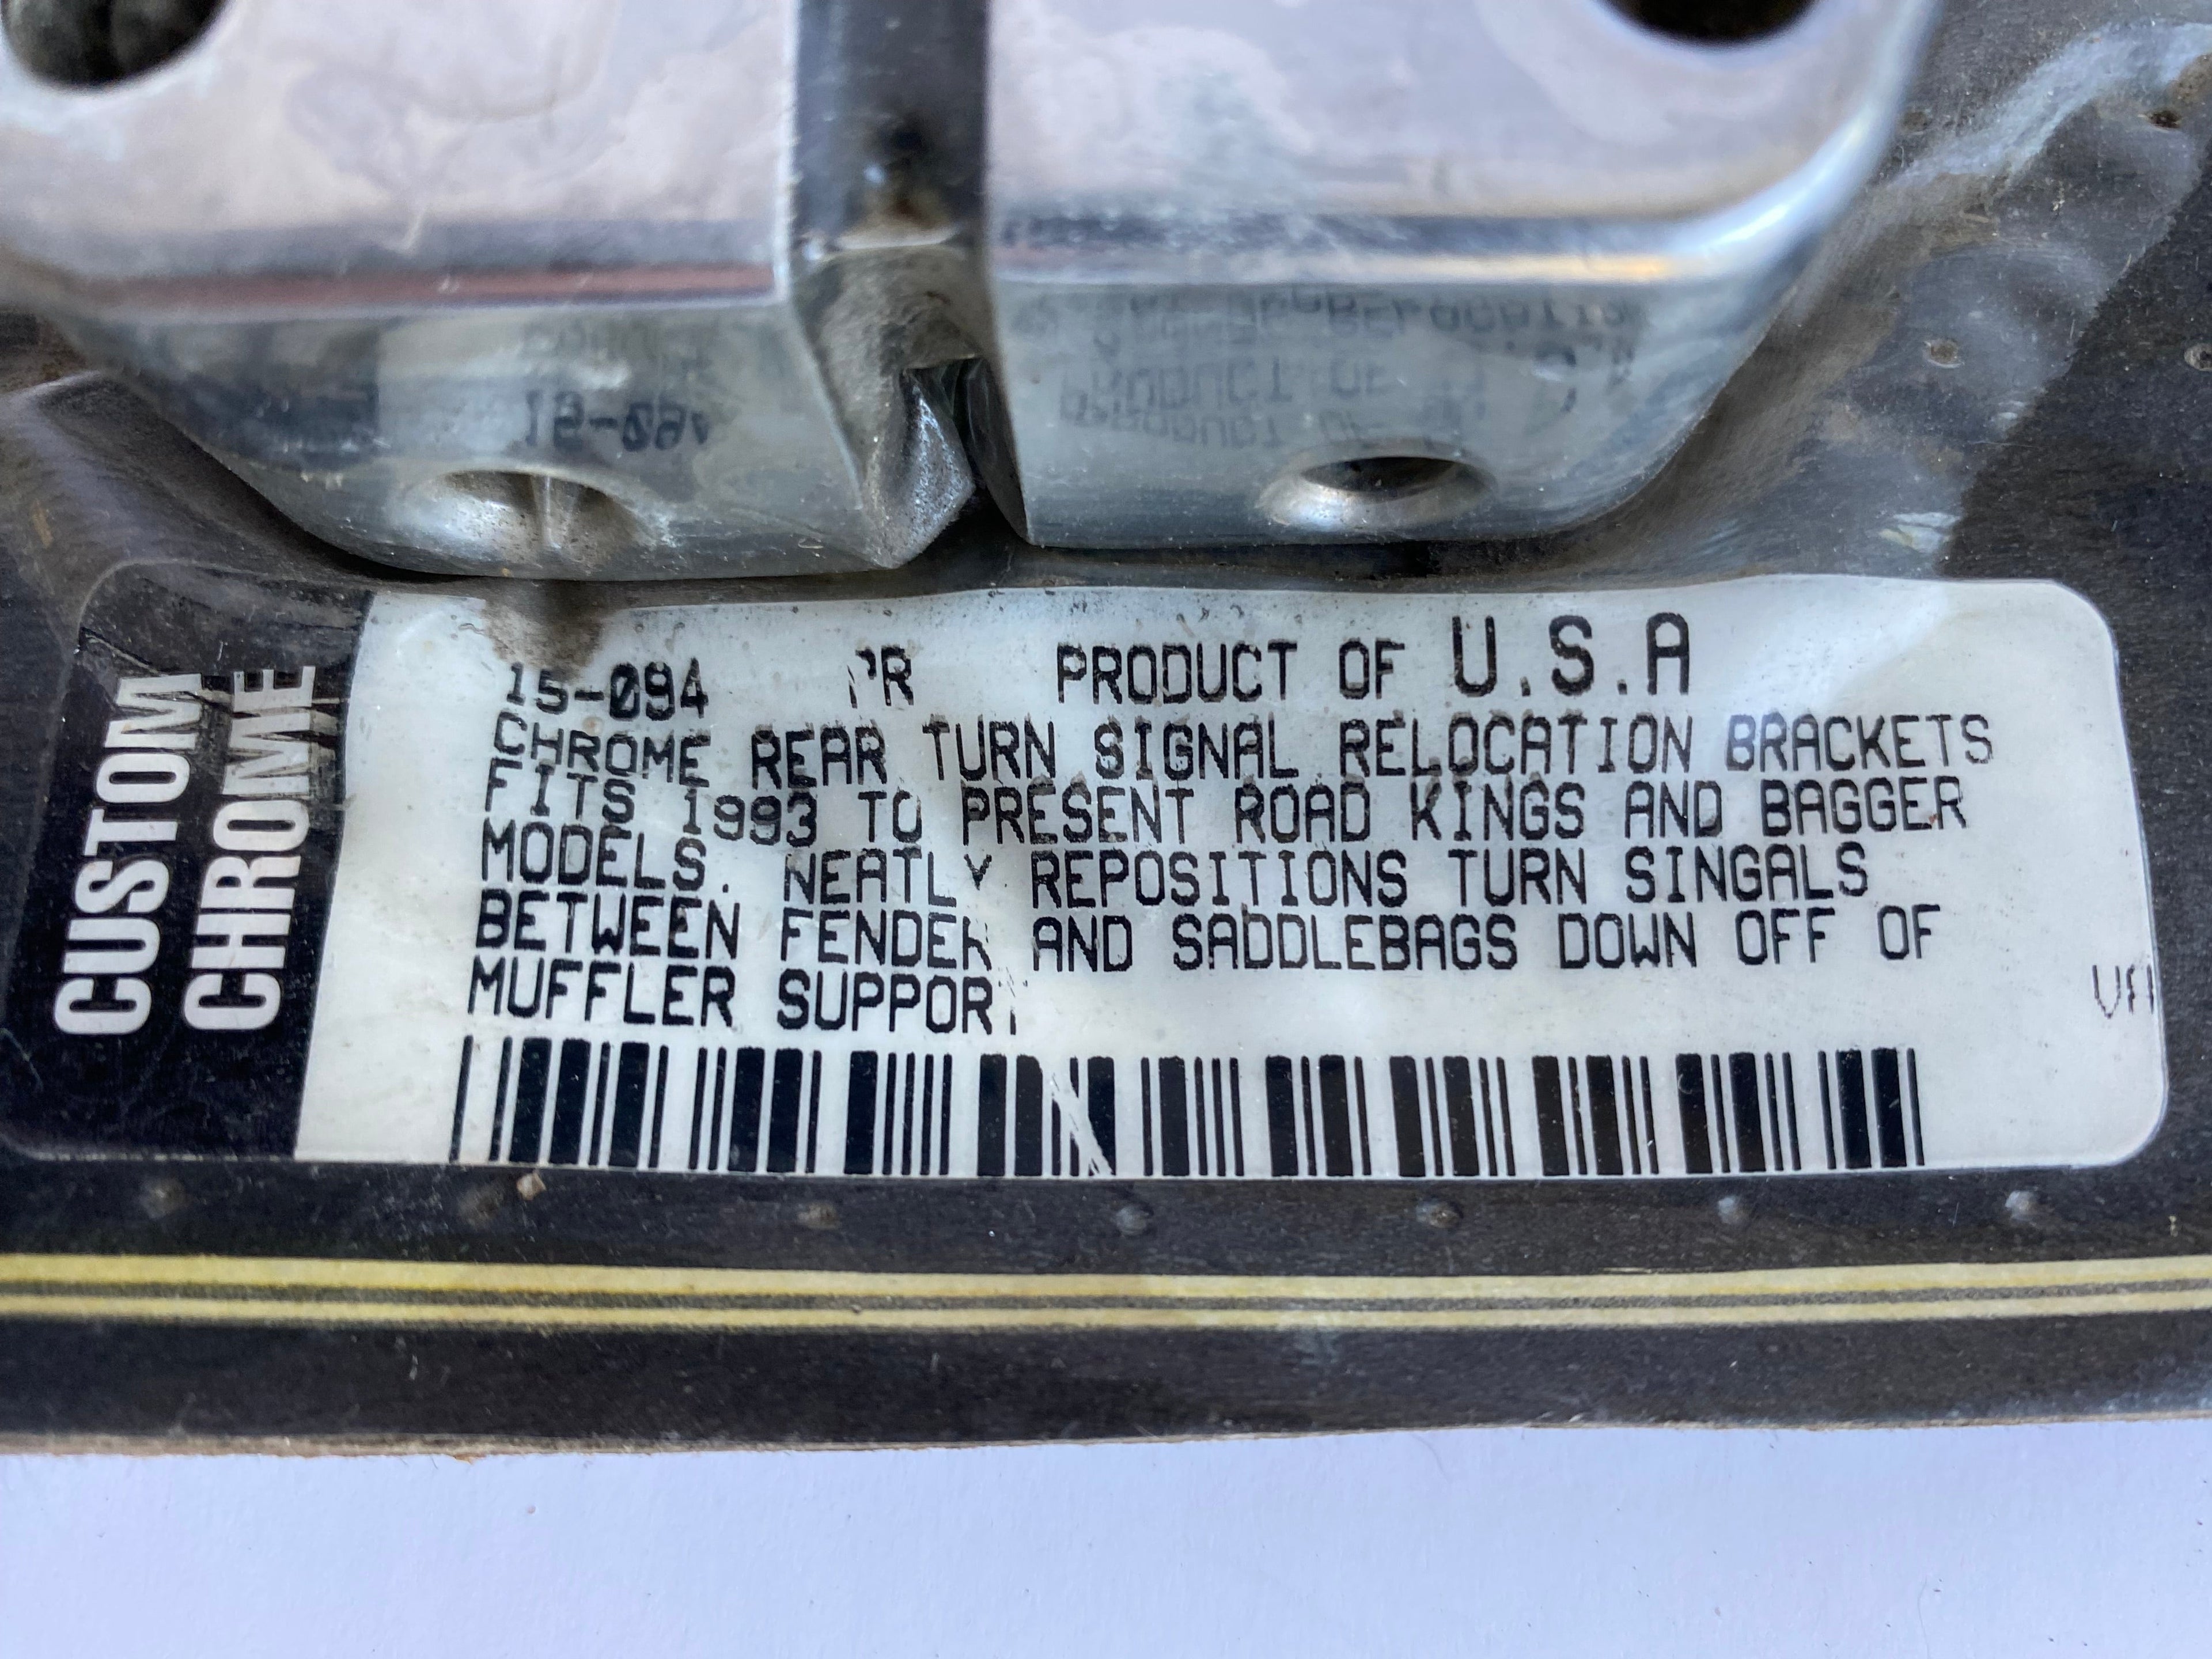 CUSTOM
CHROME
15-094 PR PRODUCT OF U.S.A
CHROME REAR TURN SIGNAL RELOCATION BRACKETS
FITS 1993 TO PRESENT ROAD KINGS AND BAGGER
MODELS. NEATLY REPOSITIONS TURN SINGALS
BETWEEN FENDER AND SADDLEBAGS DOWN OFF OF
MUFFLER SUPPORT